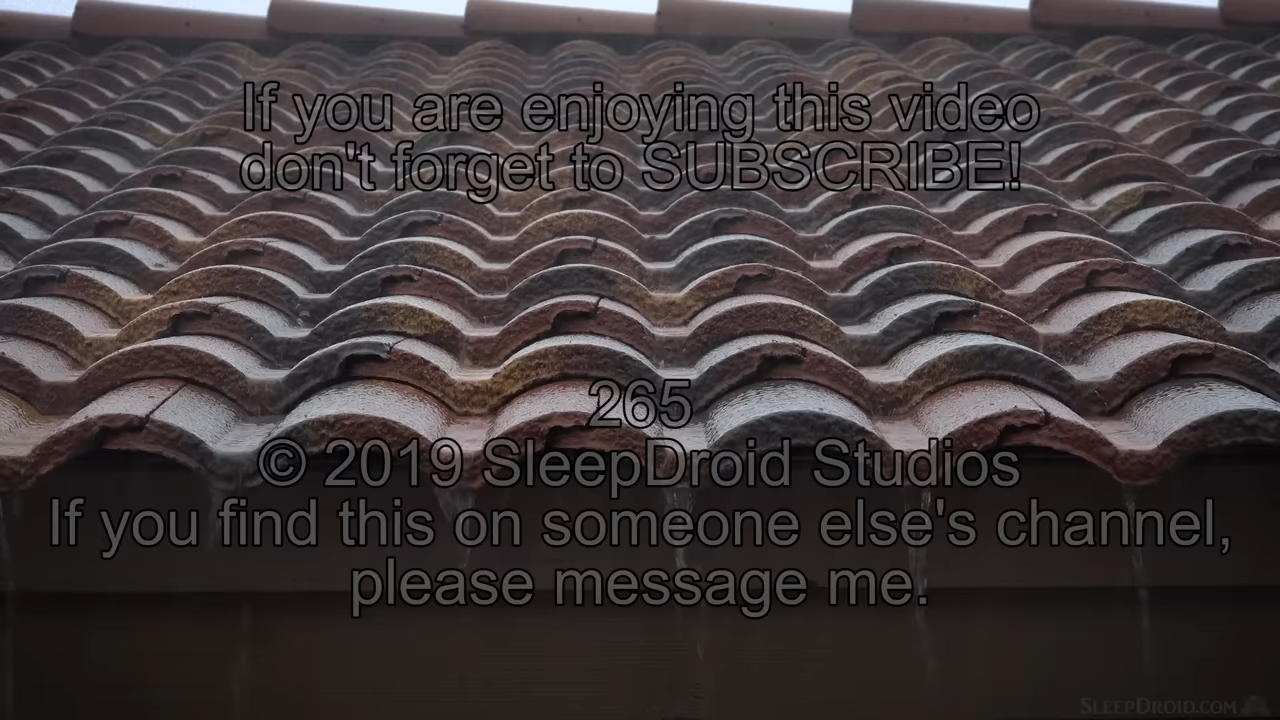 If you are enjoying this video
don't forget to SUBSCRIBE!
265
© 2019 SleepDroid Studios
If you find this on someone else's channel,
please message me.
SLEEPDROID.COM